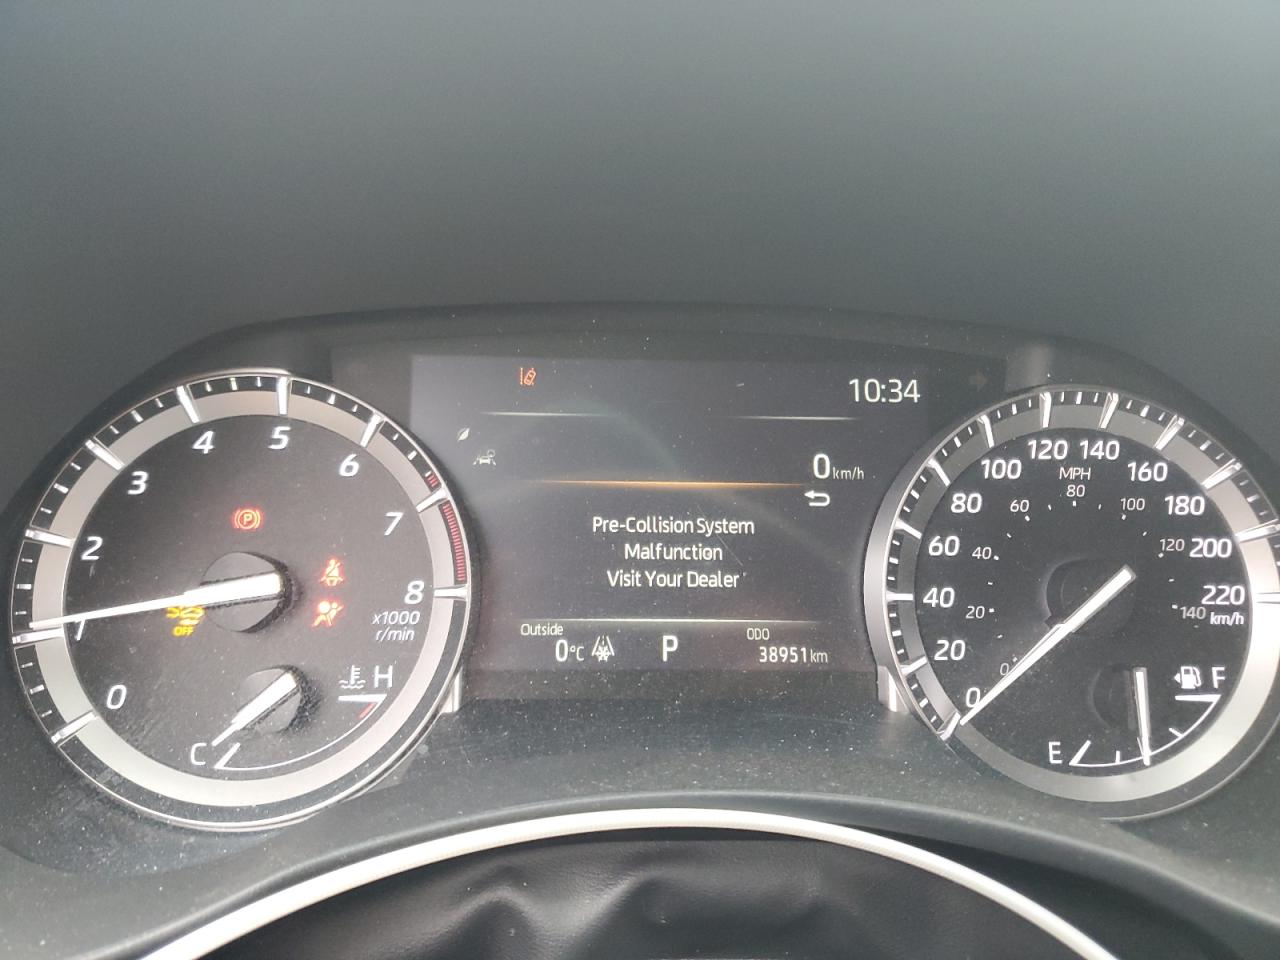 10:34
0 km/h
Pre-Collision System
Malfunction
Visit Your Dealer
Outside
0°C
P
ODO
38951 km
0
1
2
3
4
5
6
7
8
x1000
r/min
P
OFF
H
C
0
20
40
60
80
100
120
140
160
180
200
220
km/h
MPH
0
20
40
60
80
100
120
140
F
E